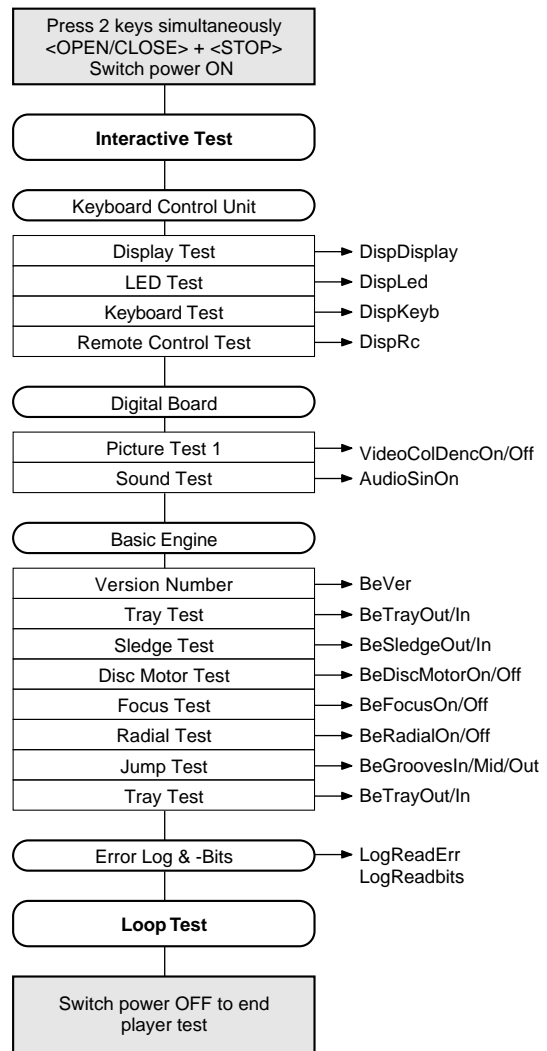 Press 2 keys simultaneously
<OPEN/CLOSE> + <STOP>
Switch power ON
Interactive Test
Keyboard Control Unit
Display Test
DispDisplay
LED Test
DispLed
Keyboard Test
DispKeyb
Remote Control Test
DispRc
Digital Board
Picture Test 1
VideoColDencOn/Off
Sound Test
AudioSinOn
Basic Engine
Version Number
BeVer
Tray Test
BeTrayOut/In
Sledge Test
BeSledgeOut/In
Disc Motor Test
BeDiscMotorOn/Off
Focus Test
BeFocusOn/Off
Radial Test
BeRadialOn/Off
Jump Test
BeGroovesIn/Mid/Out
Tray Test
BeTrayOut/In
Error Log & -Bits
LogReadErr
LogReadbits
Loop Test
Switch power OFF to end
player test